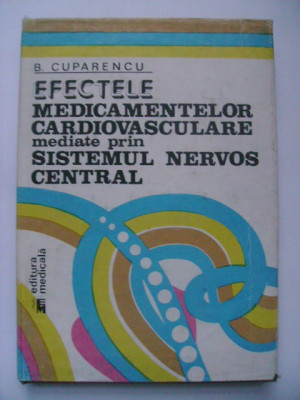 B. CUPARENCU
EFECTELE
MEDICAMENTELOR
CARDIOVASCULARE
mediate prin
SISTEMUL NERVOS
CENTRAL
editura
medicală